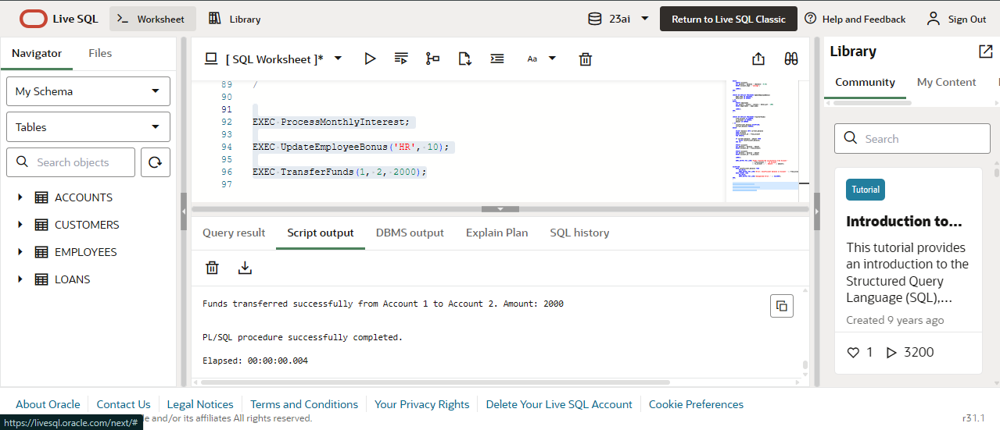 Live SQL
Worksheet
Library
23ai
Return to Live SQL Classic
Help and Feedback
Sign Out
Navigator
Files
My Schema
Tables
Search objects
ACCOUNTS
CUSTOMERS
EMPLOYEES
LOANS
[ SQL Worksheet ]*
Aa
89 /
90
91
92 EXEC ProcessMonthlyInterest;
93
94 EXEC UpdateEmployeeBonus('HR', 10);
95
96 EXEC TransferFunds(1, 2, 2000);
97
Query result
Script output
DBMS output
Explain Plan
SQL history
Funds transferred successfully from Account 1 to Account 2. Amount: 2000
PL/SQL procedure successfully completed.
Elapsed: 00:00:00.004
Library
Community
My Content
Search
Tutorial
Introduction to...
This tutorial provides
an introduction to the
Structured Query
Language (SQL),...
Created 9 years ago
1
3200
About Oracle
Contact Us
Legal Notices
Terms and Conditions
Your Privacy Rights
Delete Your Live SQL Account
Cookie Preferences
https://livesql.oracle.com/next/#
and/or its affiliates All rights reserved.
r31.1